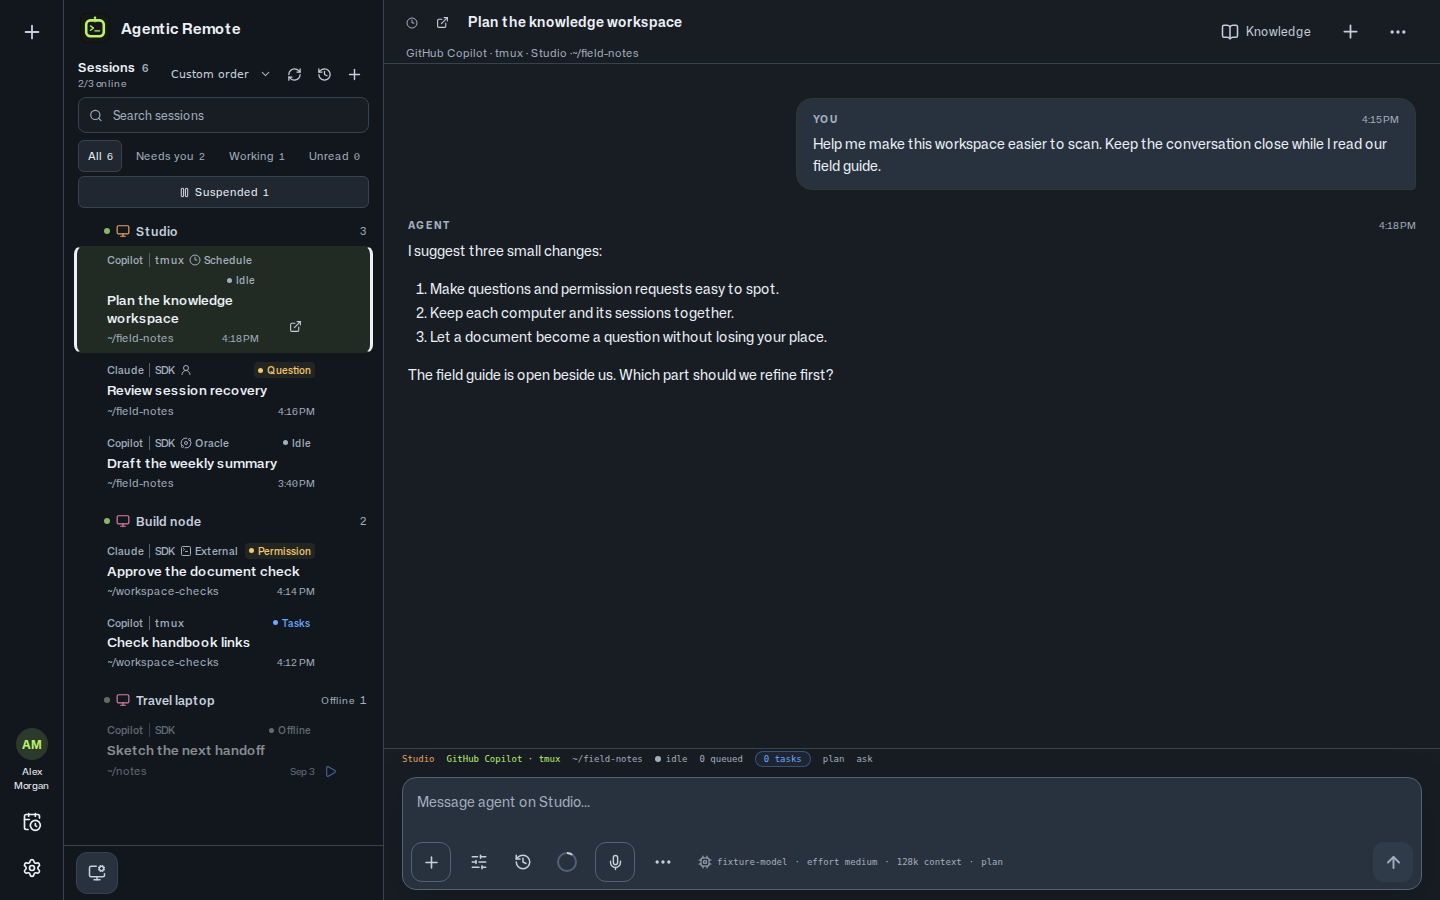 Agentic Remote
Sessions 6
2/3 online
Custom order
Search sessions
All 6
Needs you 2
Working 1
Unread 0
Suspended 1
Studio 3
Copilot | tmux Schedule
Idle
Plan the knowledge
workspace
~/field-notes 4:18PM
Claude | SDK Question
Review session recovery
~/field-notes 4:16PM
Copilot | SDK Oracle Idle
Draft the weekly summary
~/field-notes 3:40PM
Build node 2
Claude | SDK External Permission
Approve the document check
~/workspace-checks 4:14PM
Copilot | tmux Tasks
Check handbook links
~/workspace-checks 4:12PM
Travel laptop Offline 1
Copilot | SDK Offline
Sketch the next handoff
~/notes Sep 3
AM
Alex
Morgan
Plan the knowledge workspace
GitHub Copilot · tmux · Studio · ~/field-notes
Knowledge
YOU 4:15PM
Help me make this workspace easier to scan. Keep the conversation close while I read our
field guide.
AGENT 4:18PM
I suggest three small changes:
1. Make questions and permission requests easy to spot.
2. Keep each computer and its sessions together.
3. Let a document become a question without losing your place.
The field guide is open beside us. Which part should we refine first?
Studio GitHub Copilot · tmux ~/field-notes idle 0 queued 0 tasks plan ask
Message agent on Studio...
fixture-model · effort medium · 128k context · plan